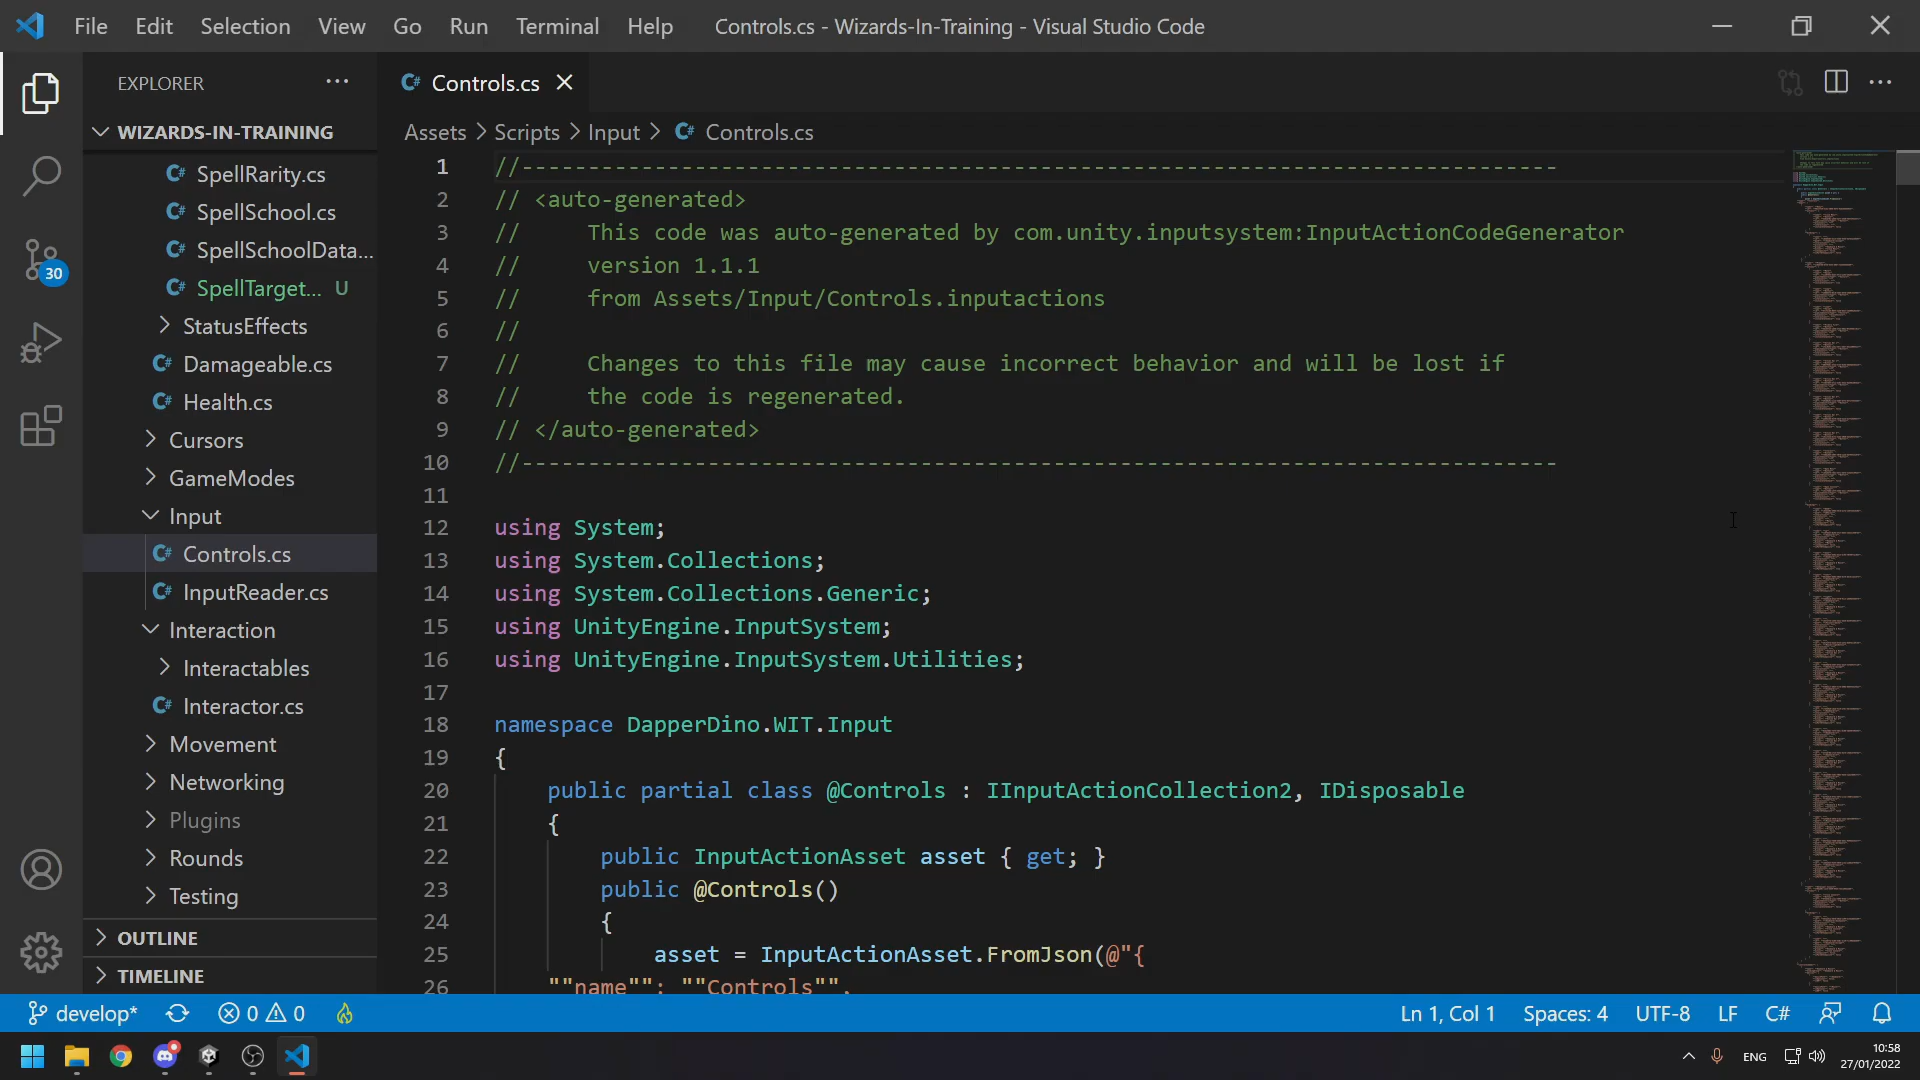 File Edit Selection View Go Run Terminal Help Controls.cs - Wizards-In-Training - Visual Studio Code
EXPLORER
WIZARDS-IN-TRAINING
SpellRarity.cs
SpellSchool.cs
SpellSchoolData...
SpellTarget... U
StatusEffects
Damageable.cs
Health.cs
Cursors
GameModes
Input
Controls.cs
InputReader.cs
Interaction
Interactables
Interactor.cs
Movement
Networking
Plugins
Rounds
Testing
OUTLINE
TIMELINE
30
Controls.cs
Assets > Scripts > Input > Controls.cs
1 //------------------------------------------------------------------------------
2 // <auto-generated>
3 //     This code was auto-generated by com.unity.inputsystem:InputActionCodeGenerator
4 //     version 1.1.1
5 //     from Assets/Input/Controls.inputactions
6 //
7 //     Changes to this file may cause incorrect behavior and will be lost if
8 //     the code is regenerated.
9 // </auto-generated>
10 //------------------------------------------------------------------------------
11
12 using System;
13 using System.Collections;
14 using System.Collections.Generic;
15 using UnityEngine.InputSystem;
16 using UnityEngine.InputSystem.Utilities;
17
18 namespace DapperDino.WIT.Input
19 {
20     public partial class @Controls : IInputActionCollection2, IDisposable
21     {
22         public InputActionAsset asset { get; }
23         public @Controls()
24         {
25             asset = InputActionAsset.FromJson(@"{
26     ""name"": ""Controls"",
develop* 0 0 Ln 1, Col 1 Spaces: 4 UTF-8 LF C#
ENG 10:58
27/01/2022